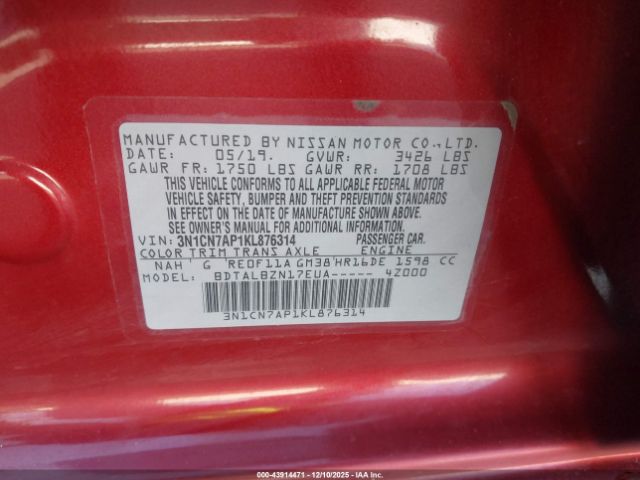 MANUFACTURED BY NISSAN MOTOR CO., LTD.
DATE: 05/19. GVWR: 3426 LBS
GAWR FR: 1750 LBS GAWR RR: 1708 LBS
THIS VEHICLE CONFORMS TO ALL APPLICABLE FEDERAL MOTOR
VEHICLE SAFETY, BUMPER AND THEFT PREVENTION STANDARDS
IN EFFECT ON THE DATE OF MANUFACTURE SHOWN ABOVE.
SEE OWNER'S MANUAL FOR ADDITIONAL INFORMATION.
VIN: 3N1CN7AP1KL876314 PASSENGER CAR.
COLOR TRIM TRANS AXLE ENGINE
NAH ' G 'RE0F11A GM38'HR16DE 1598 CC
MODEL: BDTALBZN17EUA----- 4Z000
3N1CN7AP1KL876314
000-43914471 - 12/10/2025 - IAA Inc.